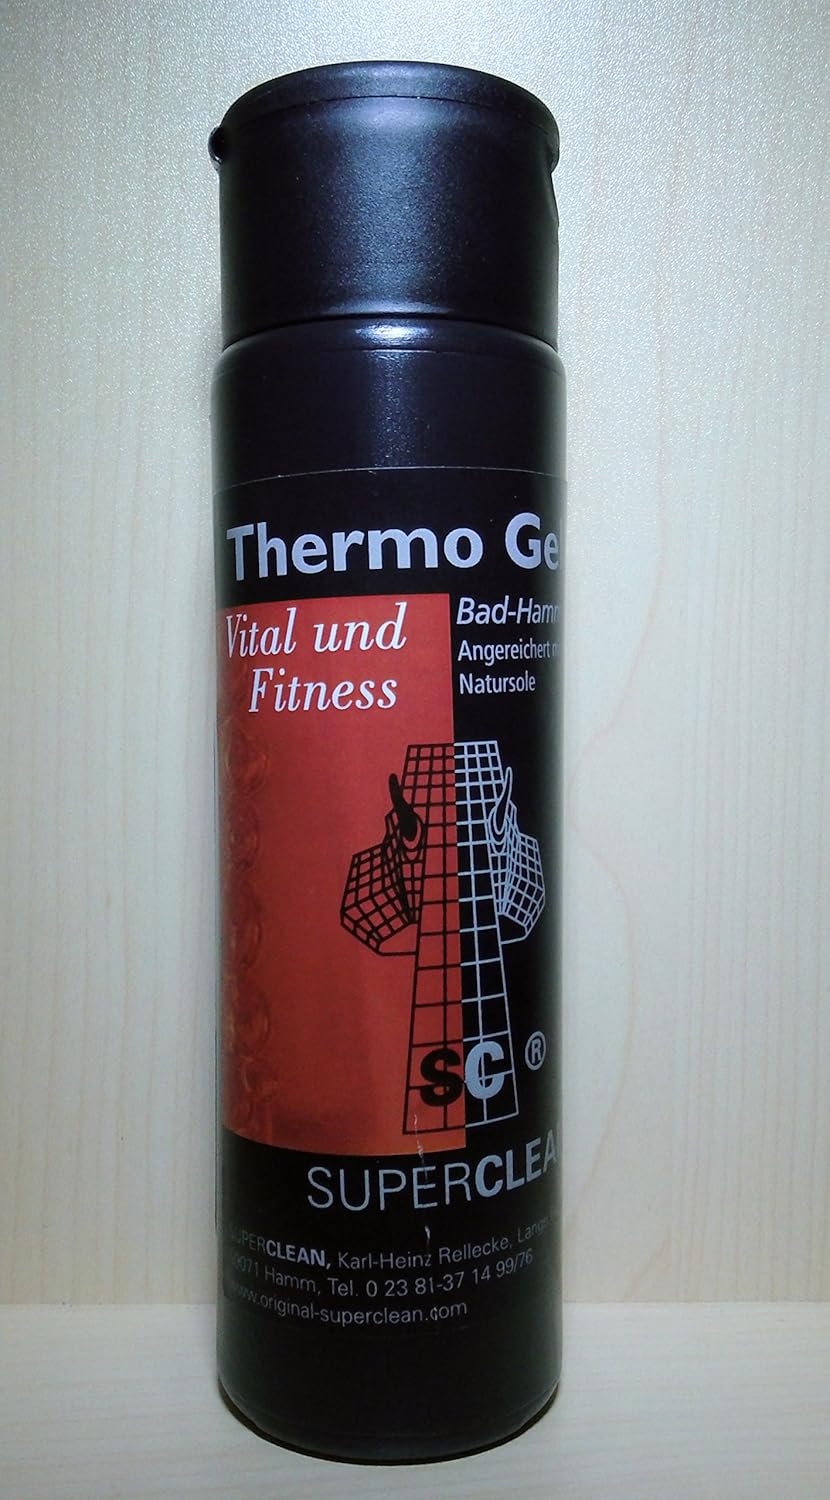 Thermo Gel
Vital und
Fitness
Bad-Hamm
Angereichert
Natursole
SC ®
SUPERCLEAN
SUPERCLEAN, Karl-Heinz Rellecke, Lange
Hamm, Tel. 0 23 81-37 14 99/76
www.original-superclean.com